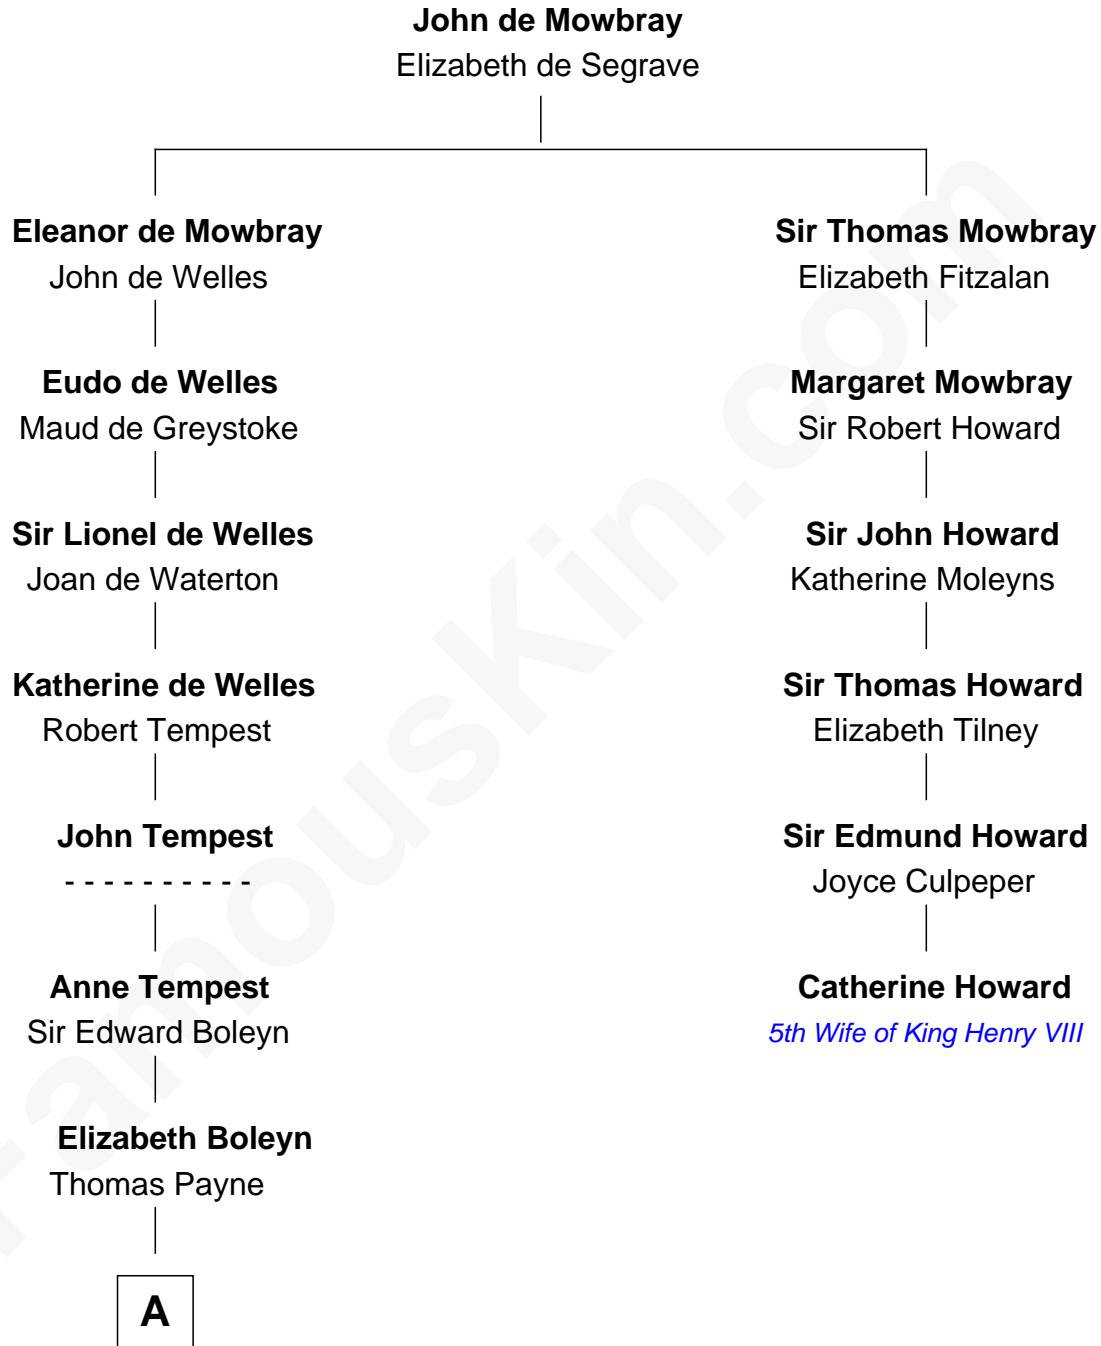 John de Mowbray
Elizabeth de Segrave
Eleanor de Mowbray
John de Welles
Eudo de Welles
Maud de Greystoke
Sir Lionel de Welles
Joan de Waterton
Katherine de Welles
Robert Tempest
John Tempest
- - - - - - - - - -
Anne Tempest
Sir Edward Boleyn
Elizabeth Boleyn
Thomas Payne
A
Sir Thomas Mowbray
Elizabeth Fitzalan
Margaret Mowbray
Sir Robert Howard
Sir John Howard
Katherine Moleyns
Sir Thomas Howard
Elizabeth Tilney
Sir Edmund Howard
Joyce Culpeper
Catherine Howard
5th Wife of King Henry VIII
FamousKin.com